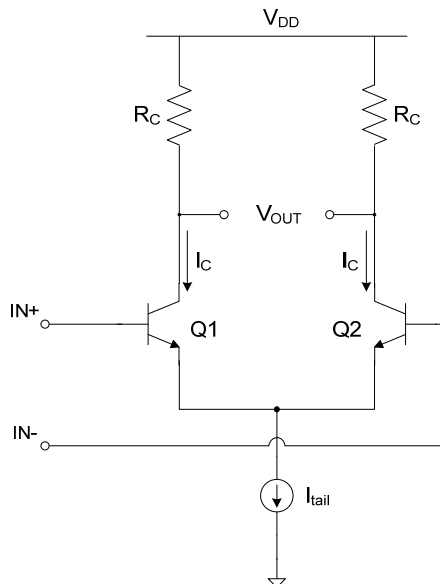 VDD
RC RC
VOUT
IC IC
IN+
Q1 Q2
IN-
Itail